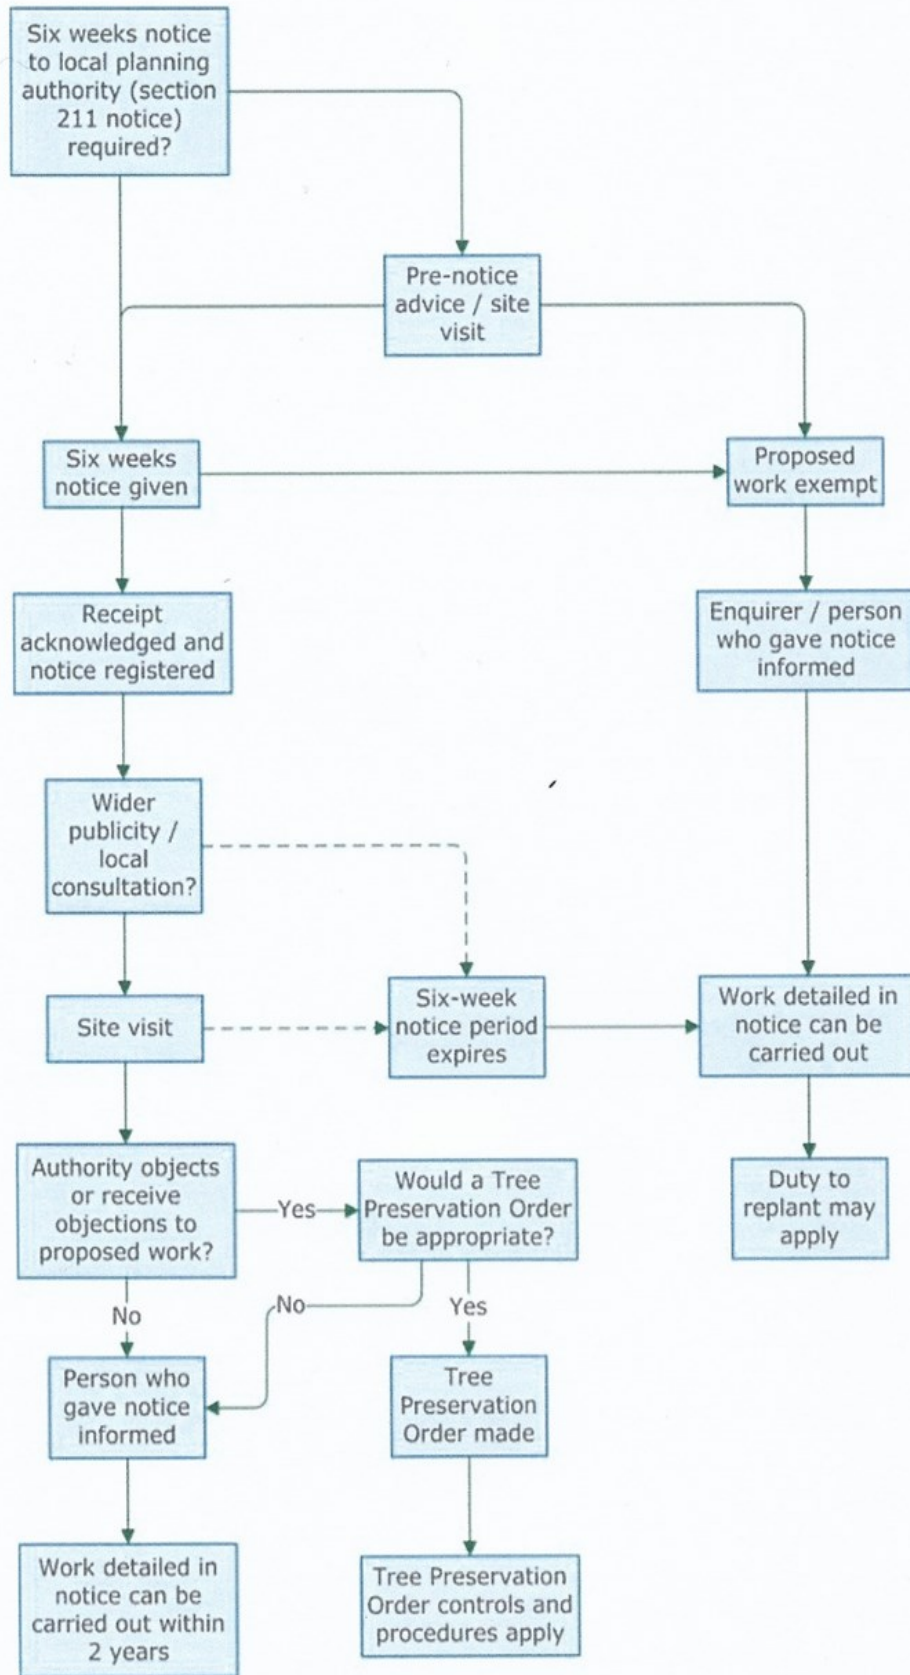 Six weeks notice
to local planning
authority (section
211 notice)
required?
Pre-notice
advice / site
visit
Six weeks
notice given
Proposed
work exempt
Receipt
acknowledged and
notice registered
Enquirer / person
who gave notice
informed
Wider
publicity /
local
consultation?
Site visit
Six-week
notice period
expires
Work detailed in
notice can be
carried out
Authority objects
or receive
objections to
proposed work?
Yes
Would a Tree
Preservation Order
be appropriate?
Duty to
replant may
apply
No
No
Yes
Person who
gave notice
informed
Tree
Preservation
Order made
Work detailed in
notice can be
carried out within
2 years
Tree Preservation
Order controls and
procedures apply